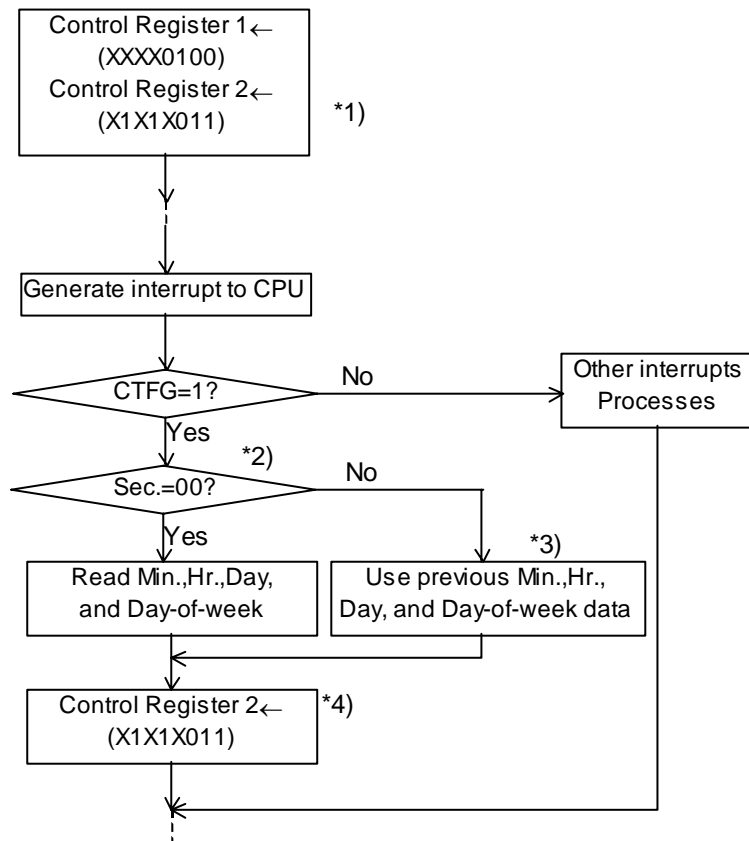 Control Register 1←
(XXXX0100)
Control Register 2←
(X1X1X011)
*1)
Generate interrupt to CPU
CTFG=1?
No
Other interrupts
Processes
Yes
*2)
Sec.=00?
No
Yes
*3)
Read Min.,Hr.,Day,
and Day-of-week
Use previous Min.,Hr.,
Day, and Day-of-week data
Control Register 2←
(X1X1X011)
*4)